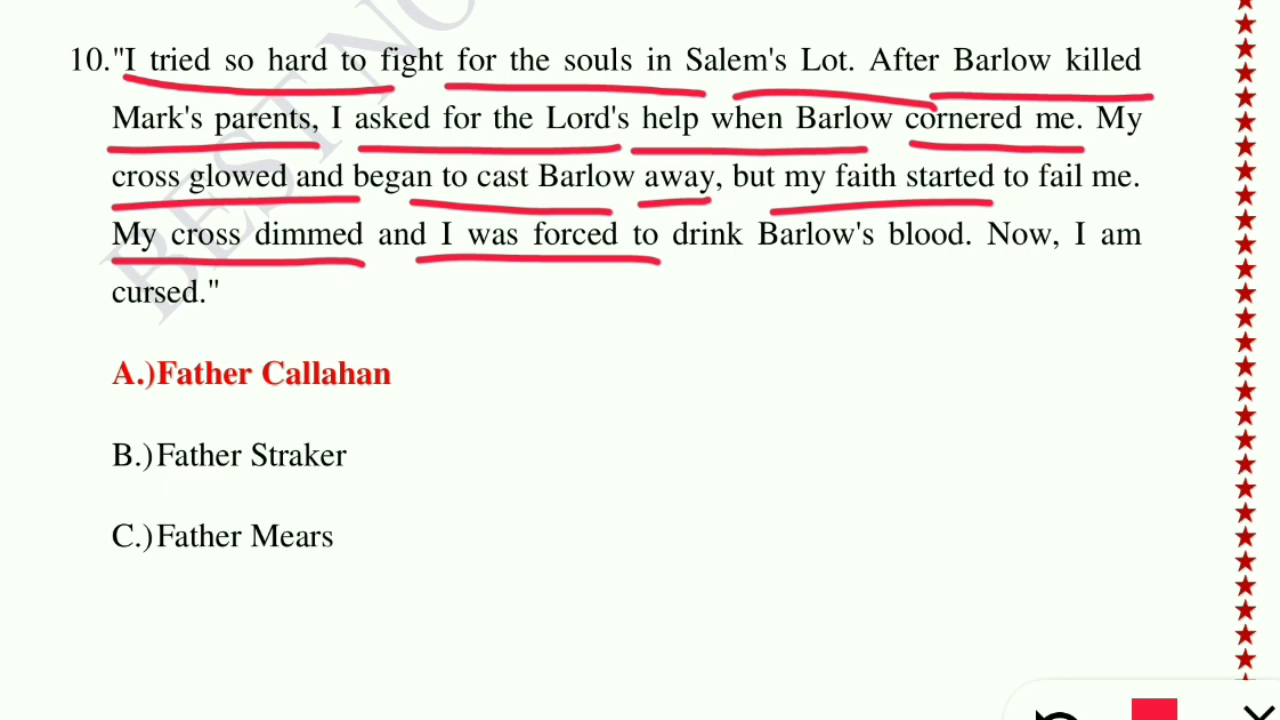 10."I tried so hard to fight for the souls in Salem's Lot. After Barlow killed
Mark's parents, I asked for the Lord's help when Barlow cornered me. My
cross glowed and began to cast Barlow away, but my faith started to fail me.
My cross dimmed and I was forced to drink Barlow's blood. Now, I am
cursed."
A.)Father Callahan
B.)Father Straker
C.)Father Mears
BEST NO